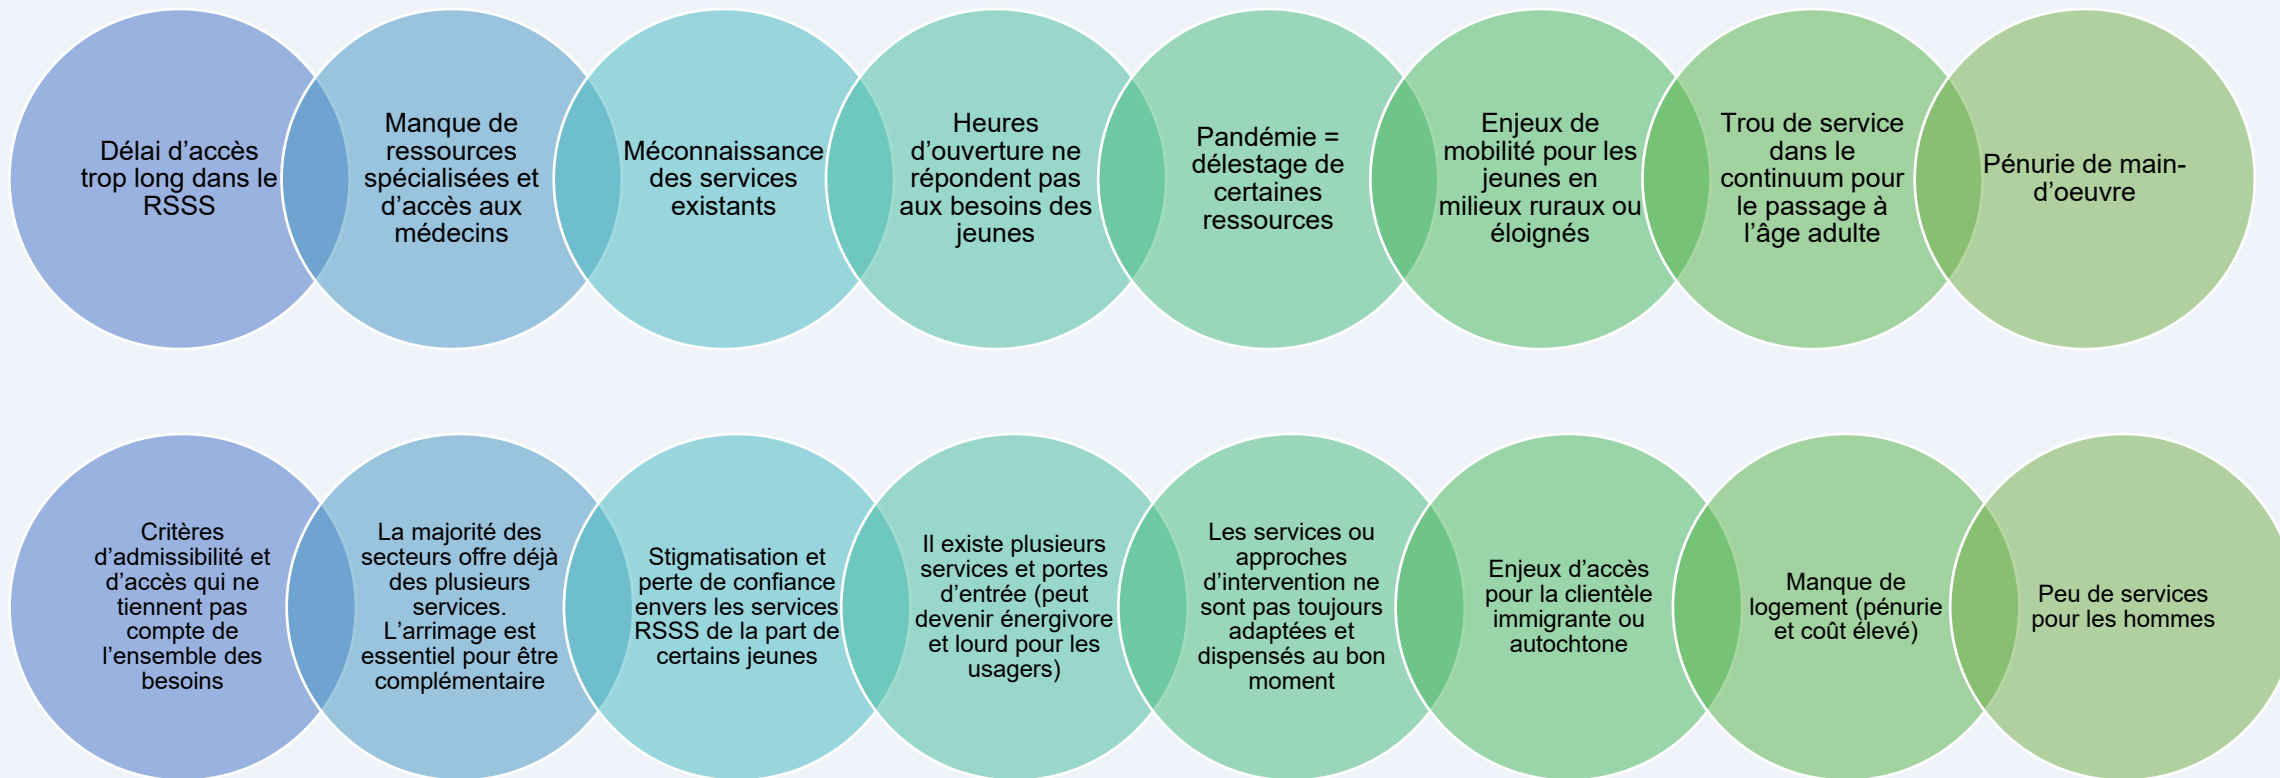 Délai d'accès
trop long dans le
RSSS
Manque de
ressources
spécialisées et
d'accès aux
médecins
Méconnaissance
des services
existants
Heures
d'ouverture ne
répondent pas
aux besoins des
jeunes
Pandémie =
délestage de
certaines
ressources
Enjeux de
mobilité pour les
jeunes en
milieux ruraux ou
éloignés
Trou de service
dans le
continuum pour
le passage à
l'âge adulte
Pénurie de main-
d'oeuvre
Critères
d'admissibilité et
d'accès qui ne
tiennent pas
compte de
l'ensemble des
besoins
La majorité des
secteurs offre déjà
des plusieurs
services.
L'arrimage est
essentiel pour être
complémentaire
Stigmatisation et
perte de confiance
envers les services
RSSS de la part de
certains jeunes
Il existe plusieurs
services et portes
d'entrée (peut
devenir énergivore
et lourd pour les
usagers)
Les services ou
approches
d'intervention ne
sont pas toujours
adaptées et
dispensés au bon
moment
Enjeux d'accès
pour la clientèle
immigrante ou
autochtone
Manque de
logement (pénurie
et coût élevé)
Peu de services
pour les hommes